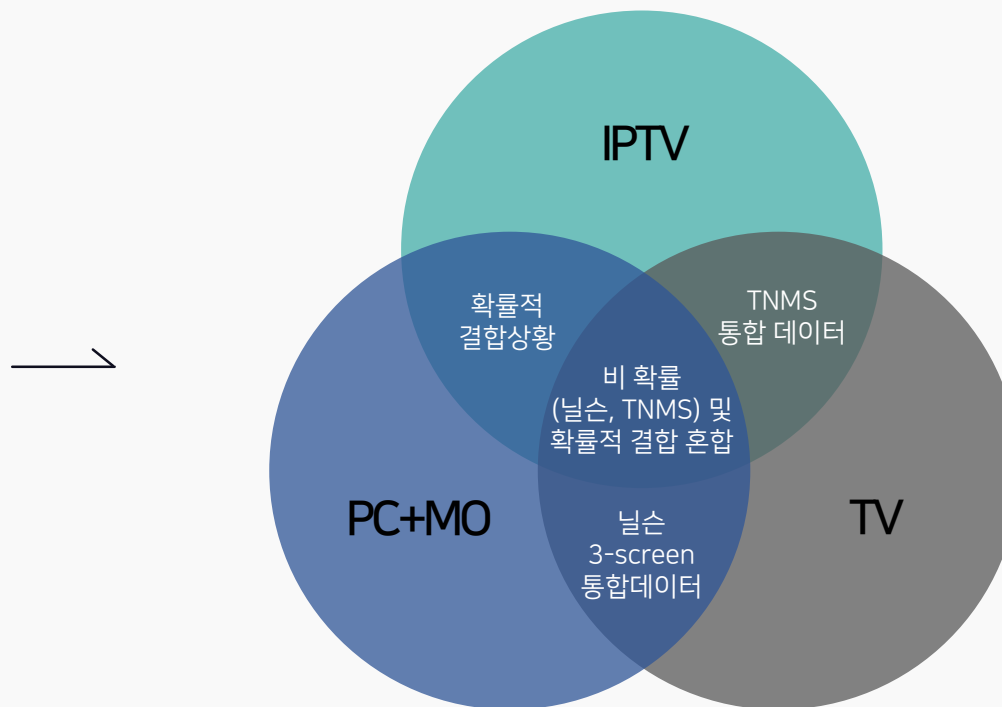 IPTV
확률적
결합상황
TNMS
통합 데이터
비 확률
(닐슨, TNMS) 및
확률적 결합 혼합
PC+MO
TV
닐슨
3-screen
통합데이터